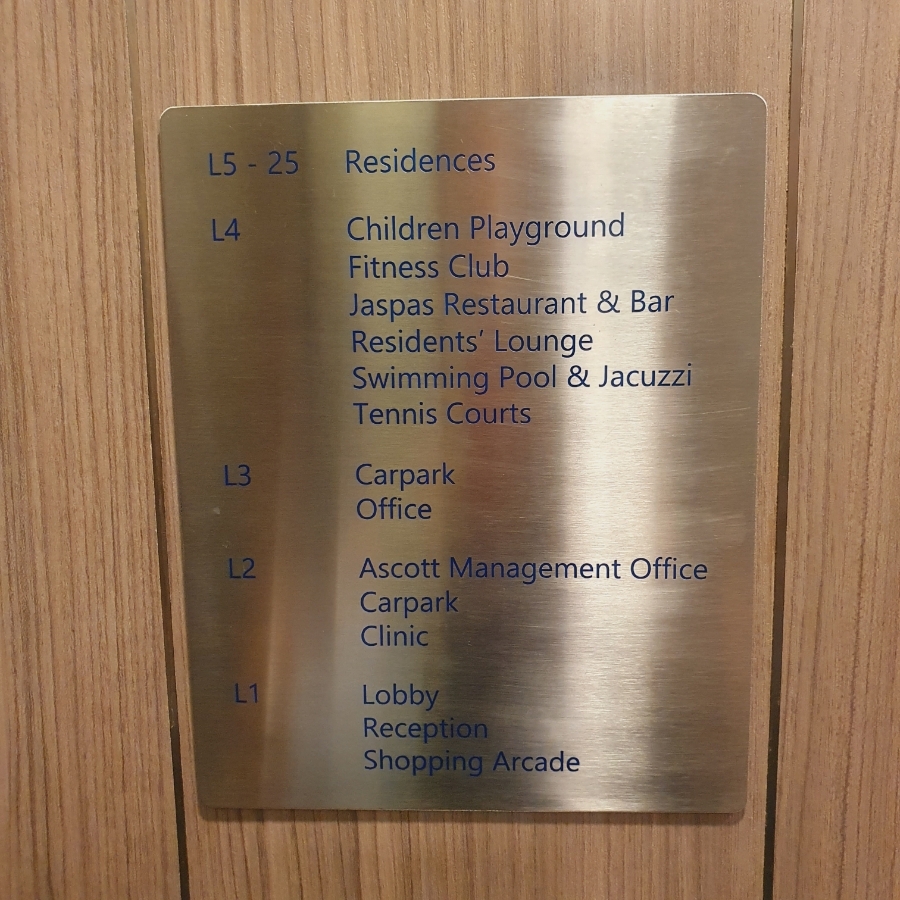 L5 - 25 Residences
L4 Children Playground
Fitness Club
Jaspas Restaurant & Bar
Residents' Lounge
Swimming Pool & Jacuzzi
Tennis Courts
L3 Carpark
Office
L2 Ascott Management Office
Carpark
Clinic
L1 Lobby
Reception
Shopping Arcade